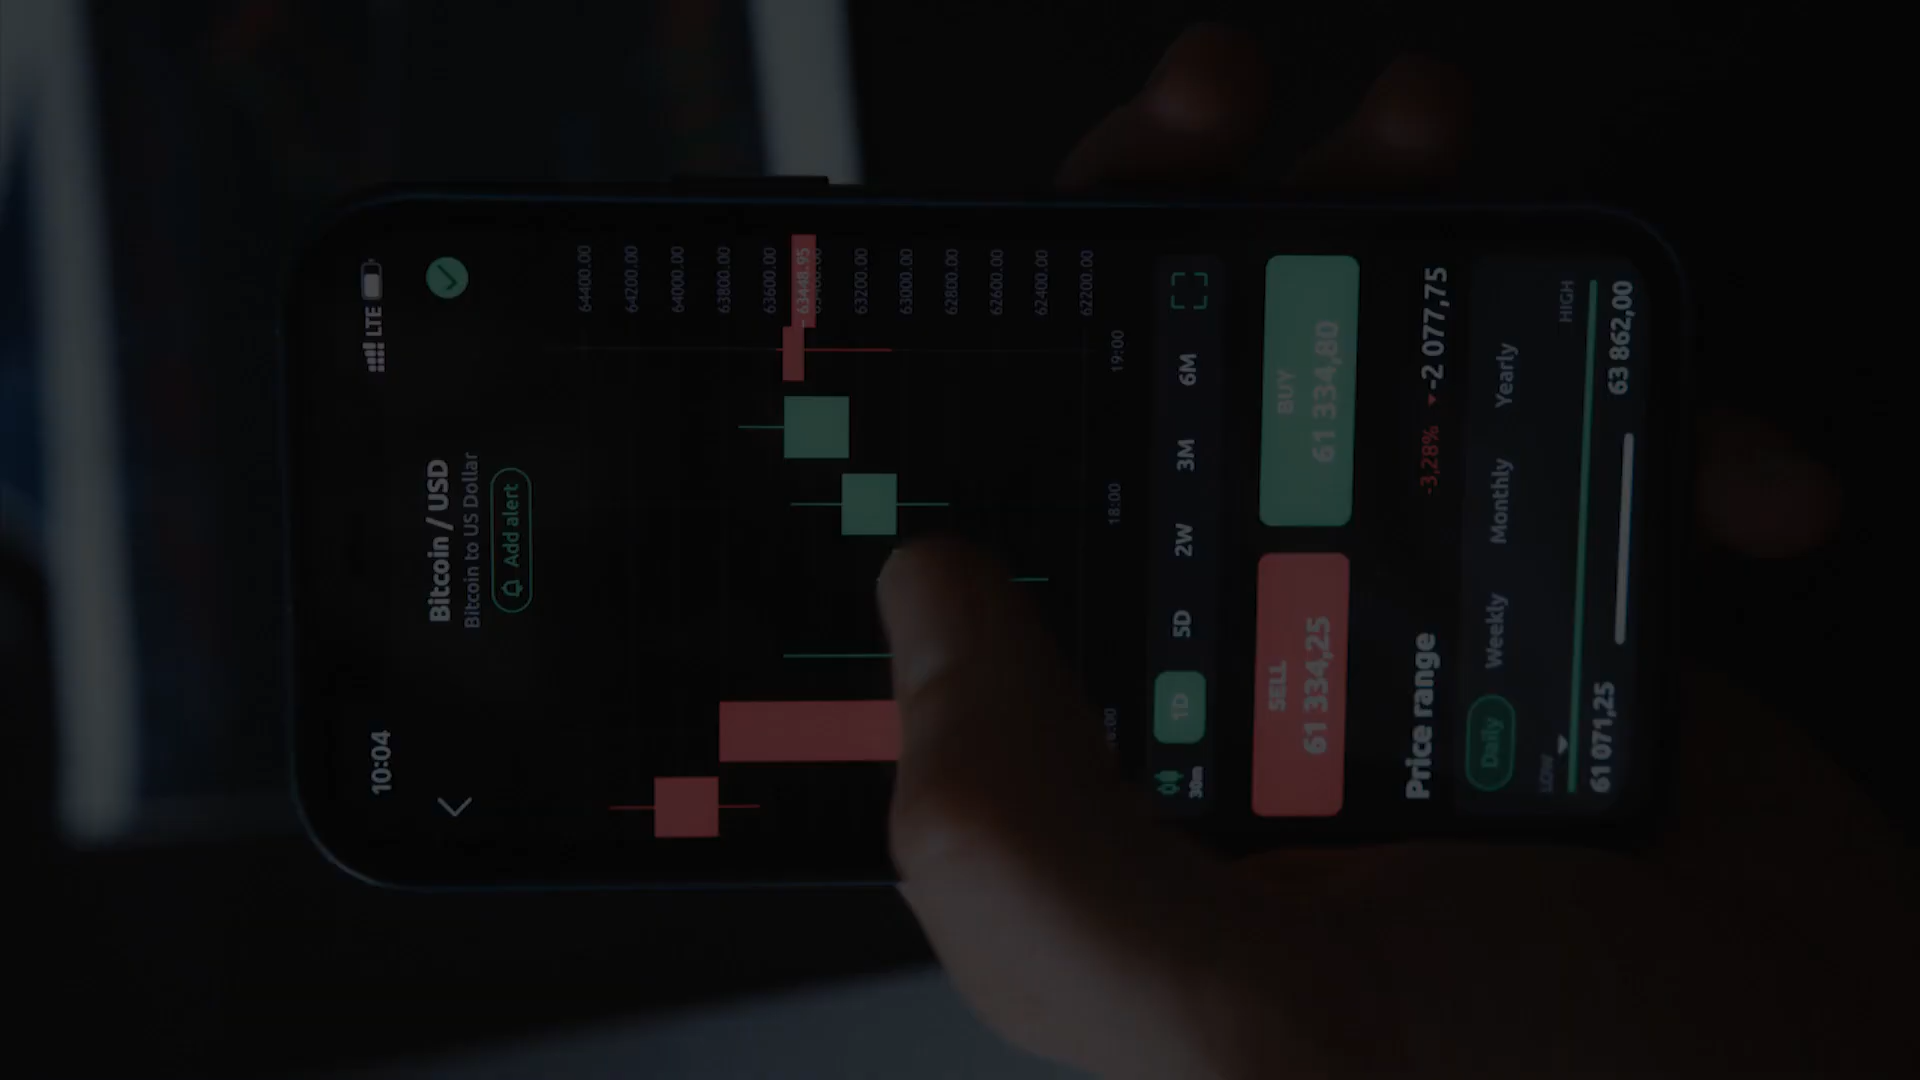 10:04
LTE
Bitcoin / USD
Bitcoin to US Dollar
Add alert
64400.00
64200.00
64000.00
63800.00
63600.00
63448.95
63200.00
63000.00
62800.00
62600.00
62400.00
62200.00
18:00
19:00
30m
1D
5D
2W
3M
6M
SELL
61 334,25
BUY
61 334,80
Price range
-3,28%
-2 077,75
Daily
Weekly
Monthly
Yearly
LOW
HIGH
61 071,25
63 862,00